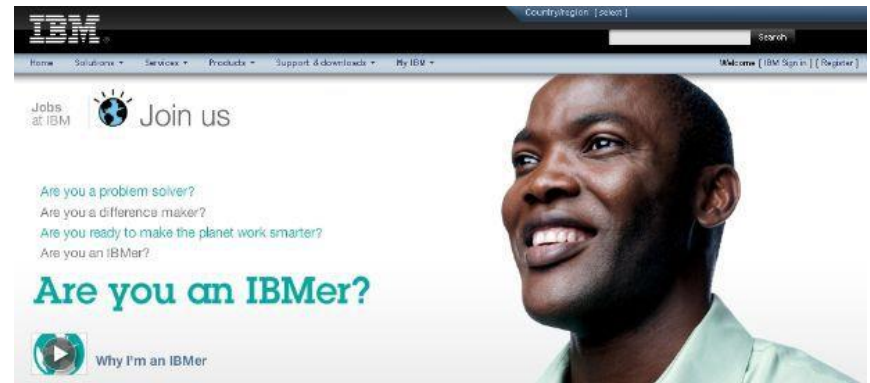 Country/region [ select ]
IBM®
Search
Home Solutions Services Products Support & downloads My IBM Welcome [ IBM Sign in ] [ Register ]
Jobs
at IBM
Join us
Are you a problem solver?
Are you a difference maker?
Are you ready to make the planet work smarter?
Are you an IBMer?
Are you an IBMer?
Why I'm an IBMer